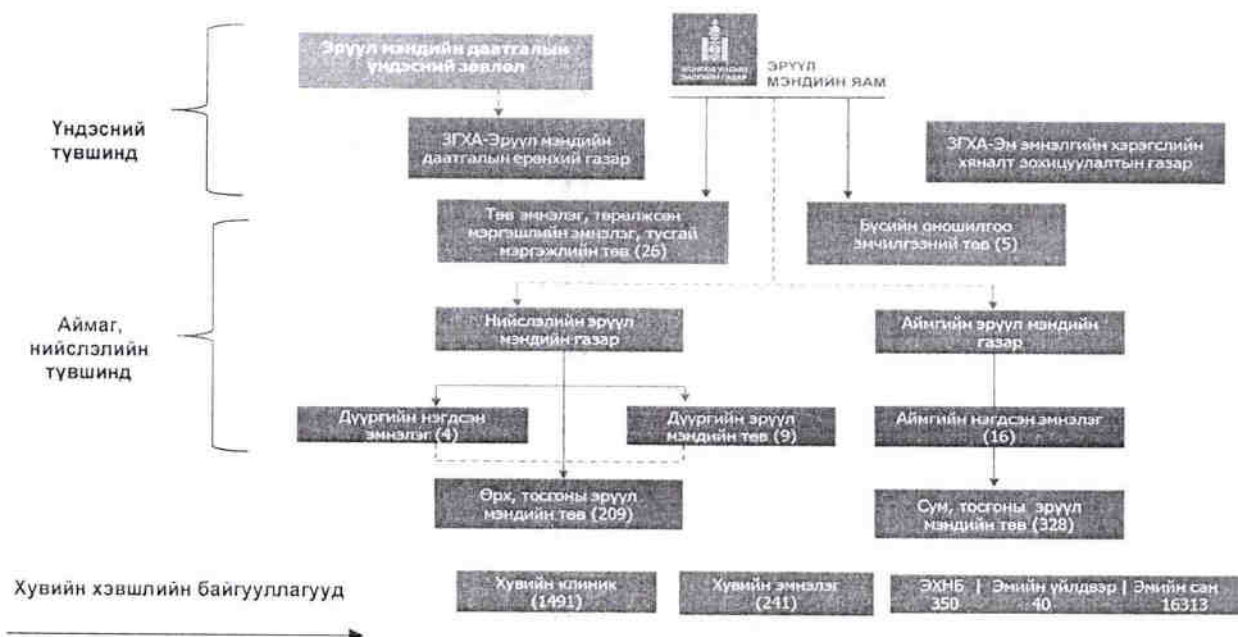 Эрүүл мэндийн даатгалын
үндэсний зөвлөл
МОНГОЛ УЛСЫН
ЗАСГИЙН ГАЗАР
ЭРҮҮЛ
МЭНДИЙН ЯАМ
Үндэсний
түвшинд
ЗГХА-Эрүүл мэндийн
даатгалын ерөнхий газар
ЗГХА-Эм эмнэлгийн хэрэгслийн
хяналт зохицуулалтын газар
Төв эмнэлэг, төрөлжсөн
мэргэшлийн эмнэлэг, тусгай
мэргэжлийн төв (26)
Бүсийн оношилгоо
эмчилгээний төв (5)
Аймаг,
нийслэлийн
түвшинд
Нийслэлийн эрүүл
мэндийн газар
Аймгийн эрүүл мэндийн
газар
Дүүргийн нэгдсэн
эмнэлэг (4)
Дүүргийн эрүүл
мэндийн төв (9)
Аймгийн нэгдсэн эмнэлэг
(16)
Өрх, тосгоны эрүүл
мэндийн төв (209)
Сум, тосгоны эрүүл
мэндийн төв (328)
Хувийн хэвшлийн байгууллагууд
Хувийн клиник
(1491)
Хувийн эмнэлэг
(241)
ЭХНБ | Эмийн үйлдвэр | Эмийн сан
350 40 16313